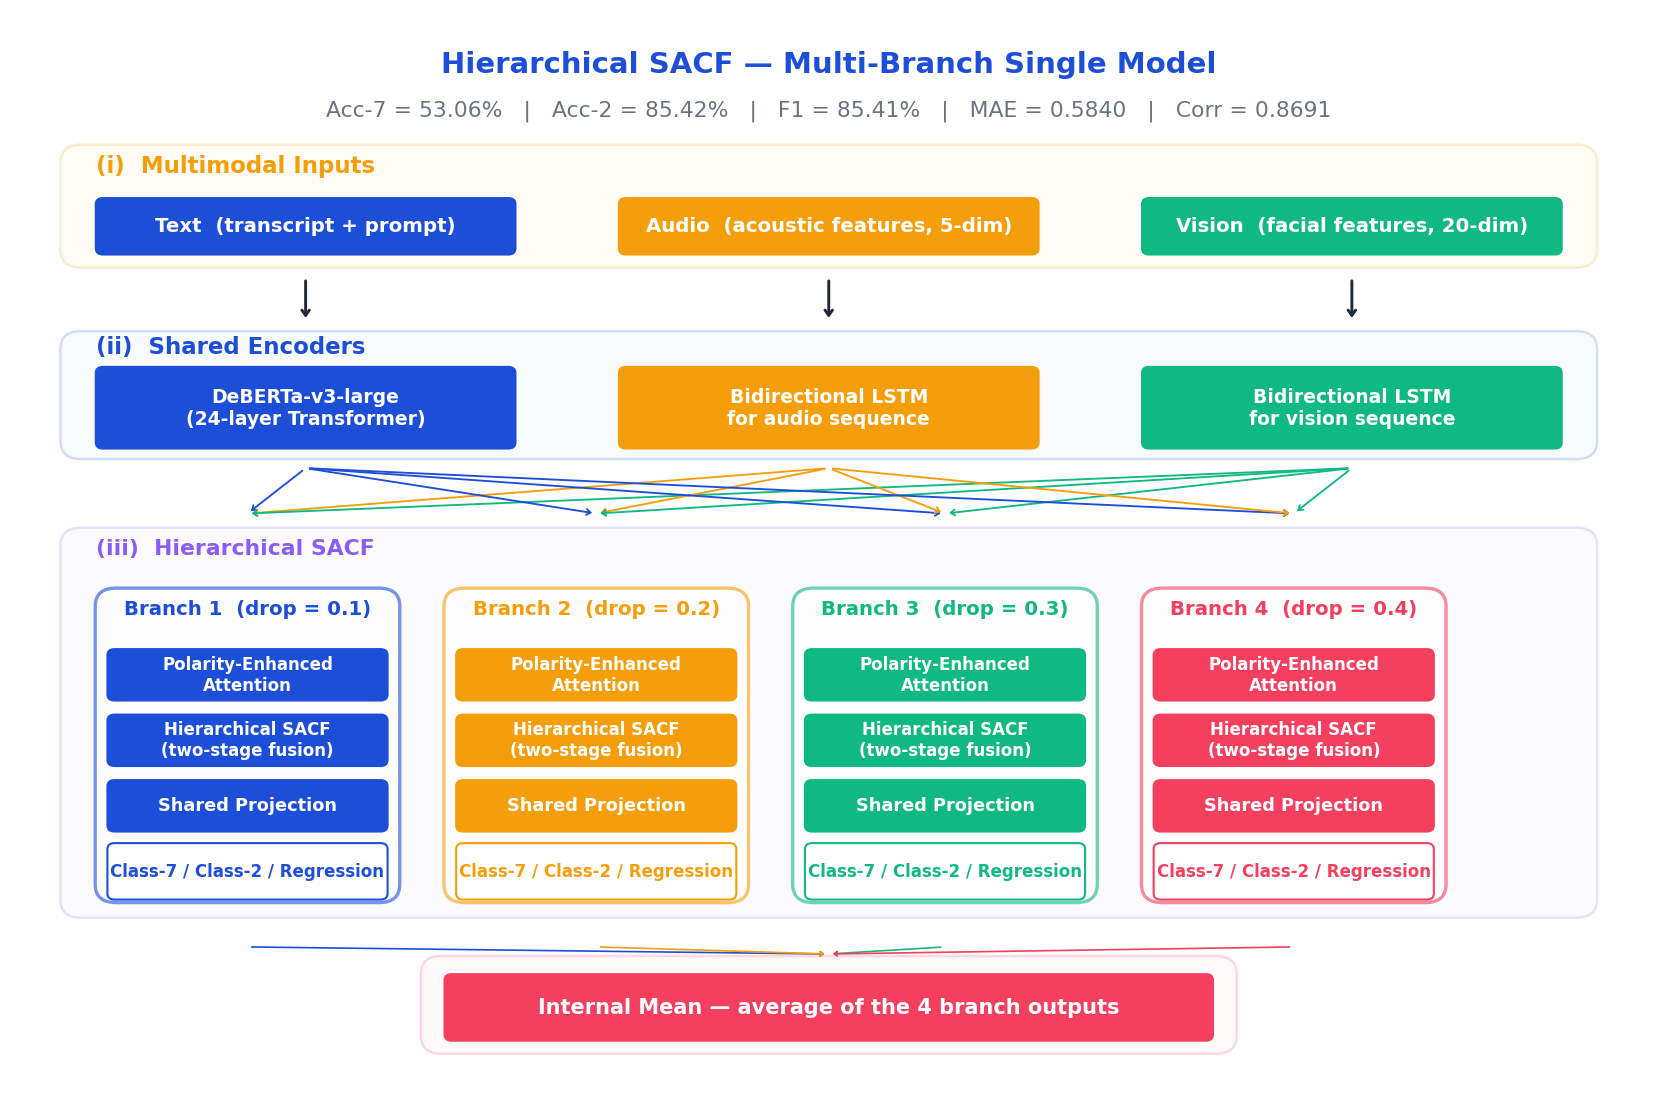 Hierarchical SACF — Multi-Branch Single Model
Acc-7 = 53.06% | Acc-2 = 85.42% | F1 = 85.41% | MAE = 0.5840 | Corr = 0.8691
(i) Multimodal Inputs
Text (transcript + prompt)
Audio (acoustic features, 5-dim)
Vision (facial features, 20-dim)
(ii) Shared Encoders
DeBERTa-v3-large
(24-layer Transformer)
Bidirectional LSTM
for audio sequence
Bidirectional LSTM
for vision sequence
(iii) Hierarchical SACF
Branch 1 (drop = 0.1)
Polarity-Enhanced
Attention
Hierarchical SACF
(two-stage fusion)
Shared Projection
Class-7 / Class-2 / Regression
Branch 2 (drop = 0.2)
Polarity-Enhanced
Attention
Hierarchical SACF
(two-stage fusion)
Shared Projection
Class-7 / Class-2 / Regression
Branch 3 (drop = 0.3)
Polarity-Enhanced
Attention
Hierarchical SACF
(two-stage fusion)
Shared Projection
Class-7 / Class-2 / Regression
Branch 4 (drop = 0.4)
Polarity-Enhanced
Attention
Hierarchical SACF
(two-stage fusion)
Shared Projection
Class-7 / Class-2 / Regression
Internal Mean — average of the 4 branch outputs